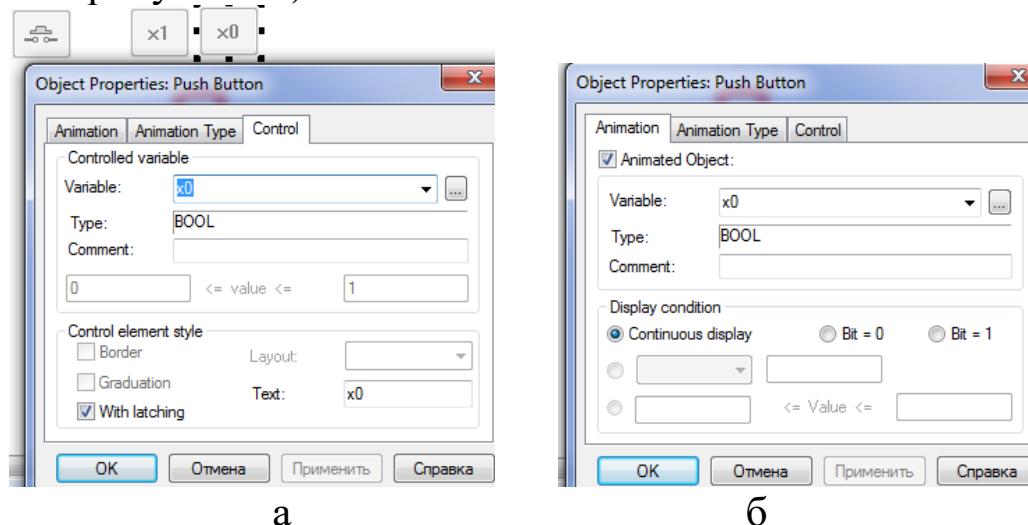 x1
x0
Object Properties: Push Button
Animation
Animation Type
Control
Controlled variable
Variable:
x0
...
Type:
BOOL
Comment:
0
<= value <=
1
Control element style
Border
Layout:
Graduation
Text:
x0
With latching
OK
Отмена
Применить
Справка
а
Object Properties: Push Button
Animation
Animation Type
Control
Animated Object:
Variable:
x0
...
Type:
BOOL
Comment:
Display condition
Continuous display
Bit = 0
Bit = 1
<= Value <=
OK
Отмена
Применить
Справка
б